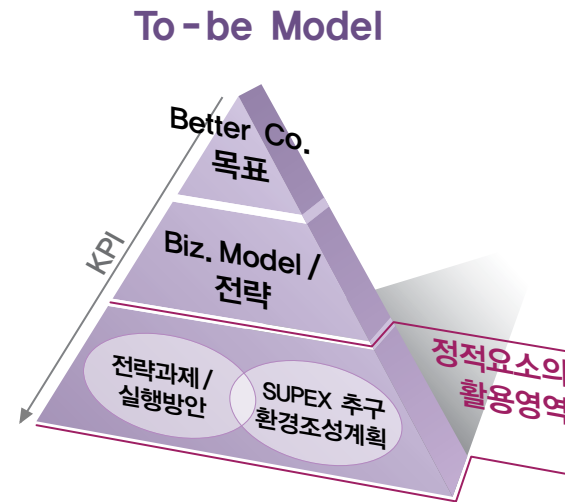 To-be Model
Better Co.
목표
KPI
Biz. Model /
전략
전략과제 /
실행방안
SUPEX 추구
환경조성계획
정적요소의
활용영역